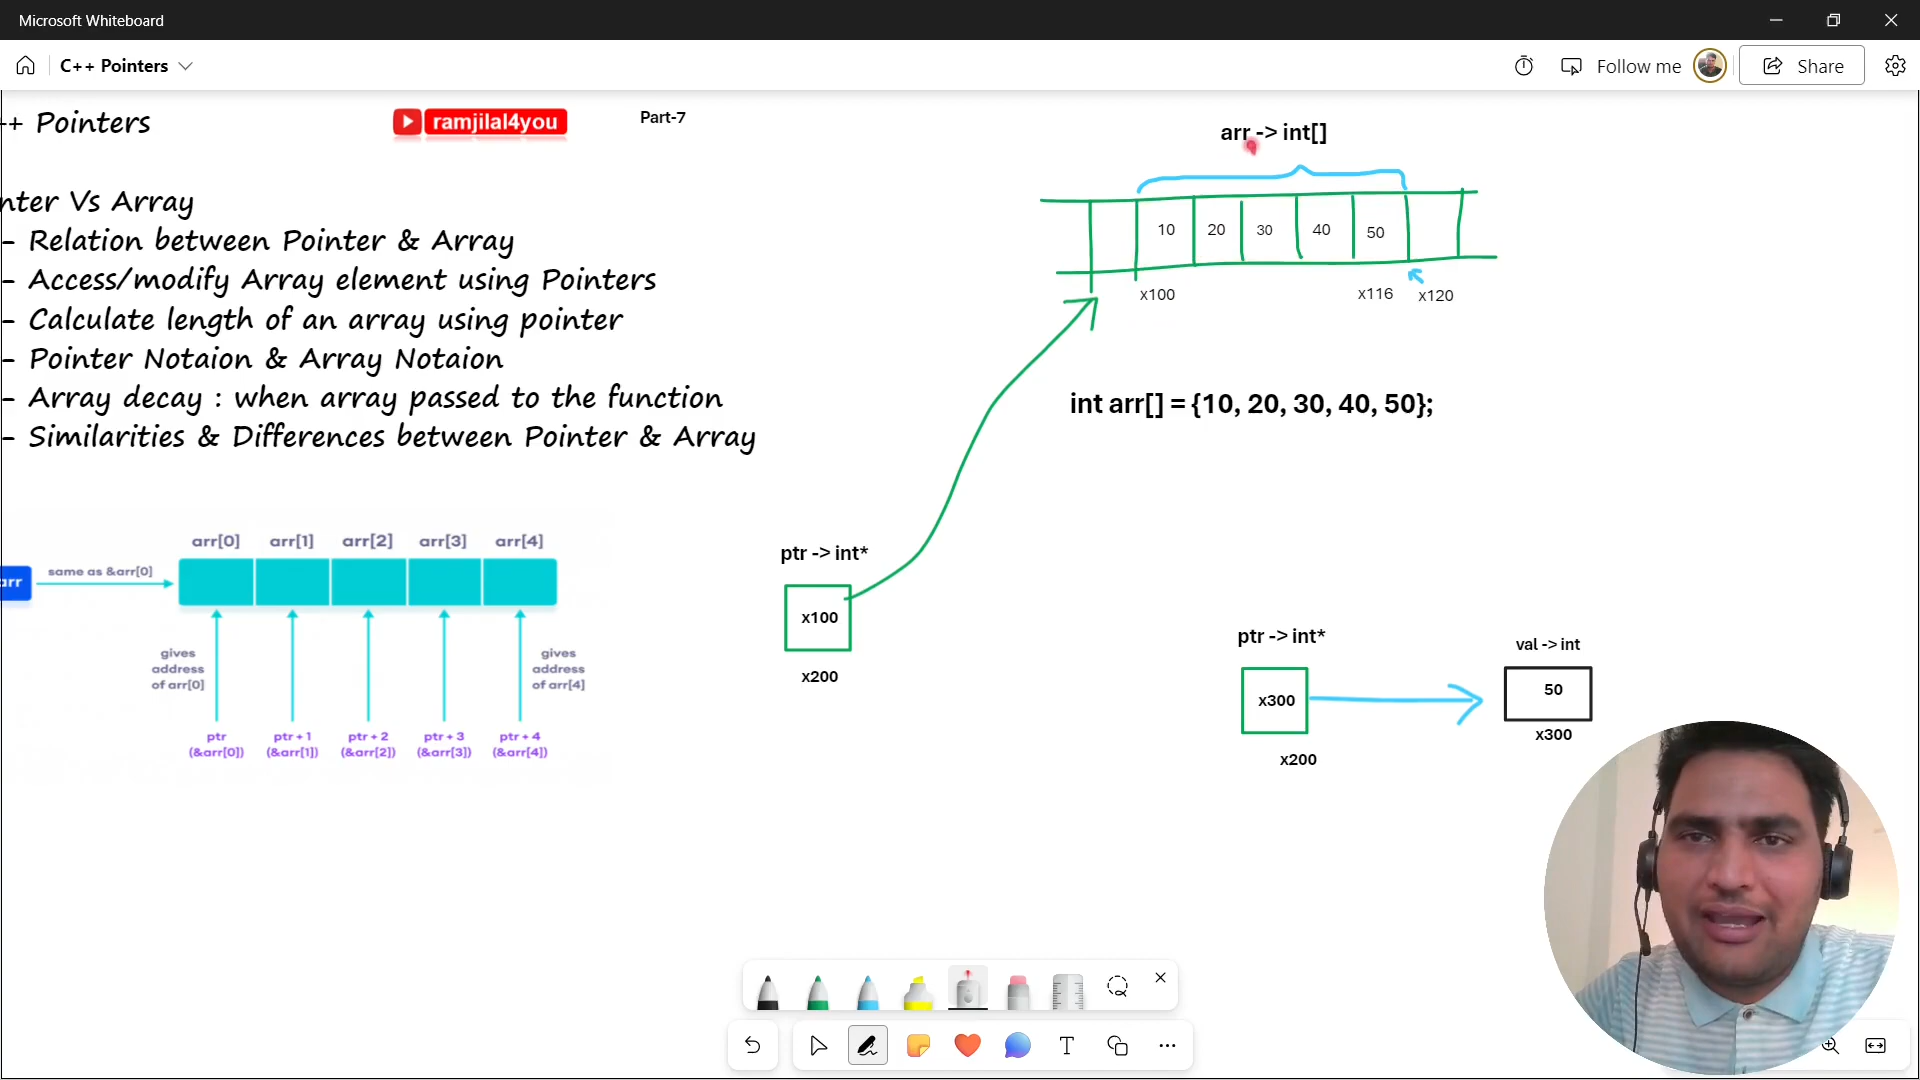 Microsoft Whiteboard
C++ Pointers
Follow me
Share
++ Pointers
ramjilal4you
Part-7
nter Vs Array
- Relation between Pointer & Array
- Access/modify Array element using Pointers
- Calculate length of an array using pointer
- Pointer Notaion & Array Notaion
- Array decay : when array passed to the function
- Similarities & Differences between Pointer & Array
arr -> int[]
10 20 30 40 50
x100 x116 x120
int arr[] = {10, 20, 30, 40, 50};
arr[0] arr[1] arr[2] arr[3] arr[4]
arr
same as &arr[0]
gives
address
of arr[0]
gives
address
of arr[4]
ptr ptr + 1 ptr + 2 ptr + 3 ptr + 4
(&arr[0]) (&arr[1]) (&arr[2]) (&arr[3]) (&arr[4])
ptr -> int*
x100
x200
ptr -> int*
x300
x200
val -> int
50
x300